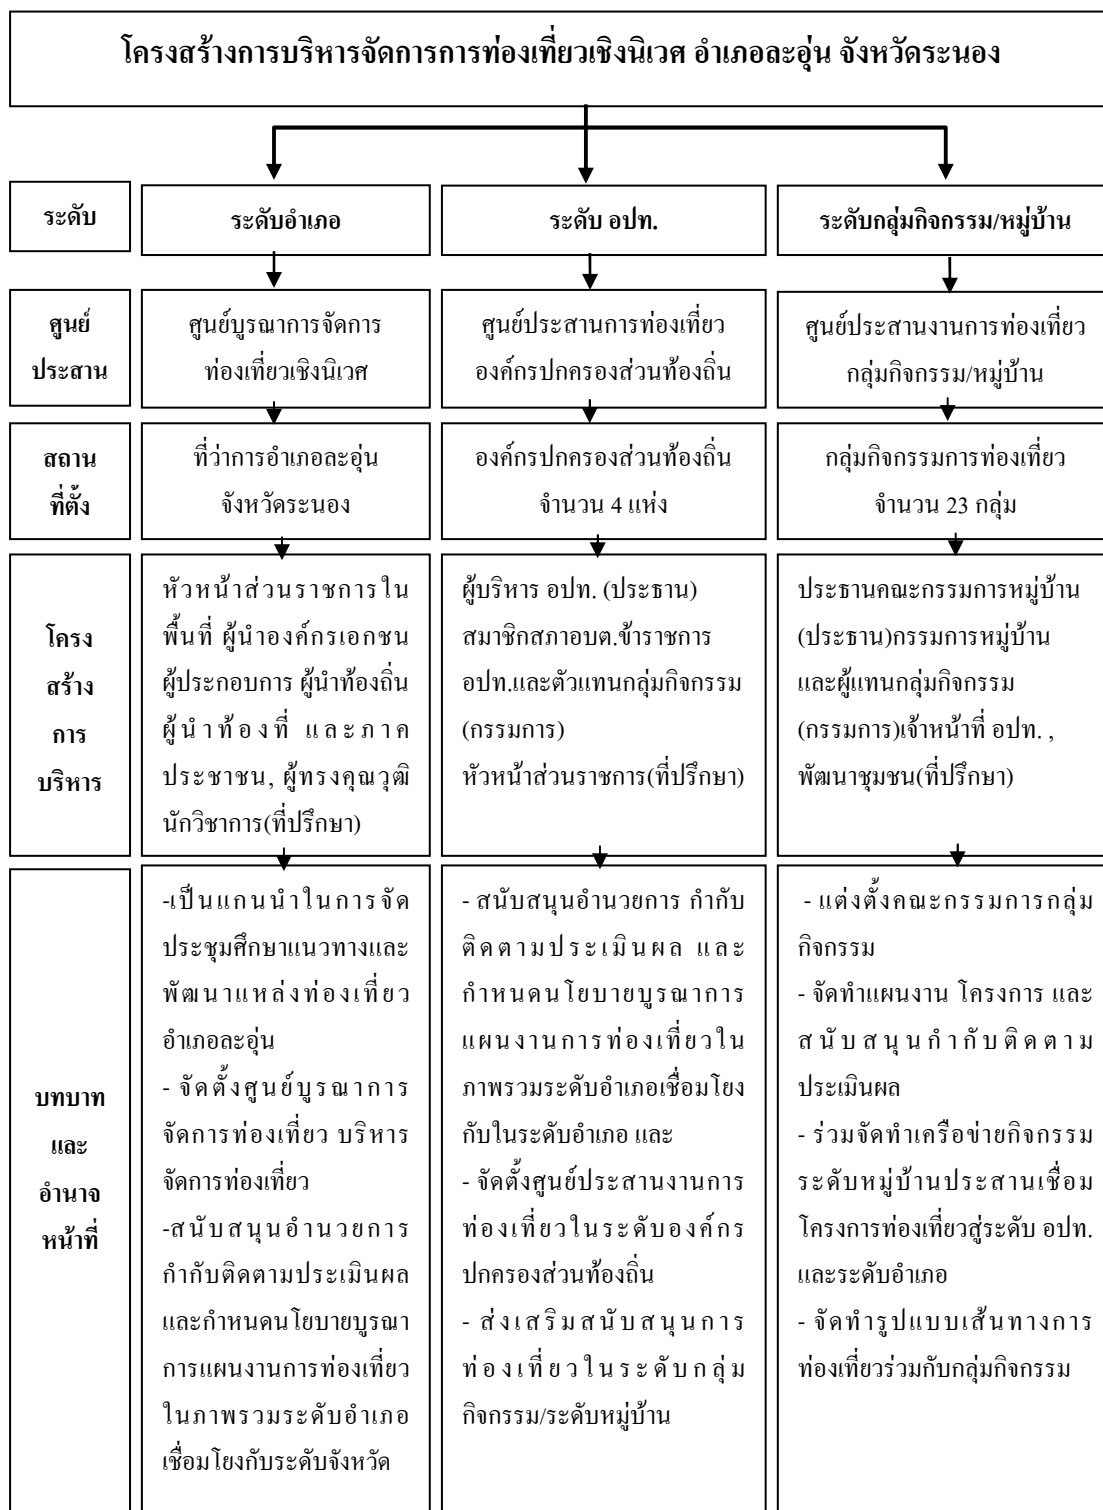 โครงสร้างการบริหารจัดการการท่องเที่ยวเชิงนิเวศ อำเภอละอุ่น จังหวัดระนอง
ระดับ
ระดับอำเภอ
ระดับ อปท.
ระดับกลุ่มกิจกรรม/หมู่บ้าน
ศูนย์
ประสาน
ศูนย์บูรณาการจัดการ
ท่องเที่ยวเชิงนิเวศ
ศูนย์ประสานการท่องเที่ยว
องค์กรปกครองส่วนท้องถิ่น
ศูนย์ประสานงานการท่องเที่ยว
กลุ่มกิจกรรม/หมู่บ้าน
สถาน
ที่ตั้ง
ที่ว่าการอำเภอละอุ่น
จังหวัดระนอง
องค์กรปกครองส่วนท้องถิ่น
จำนวน 4 แห่ง
กลุ่มกิจกรรมการท่องเที่ยว
จำนวน 23 กลุ่ม
โครง
สร้าง
การ
บริหาร
หัวหน้าส่วนราชการใน
พื้นที่ ผู้นำองค์กรเอกชน
ผู้ประกอบการ ผู้นำท้องถิ่น
ผู้นำท้องที่ และภาค
ประชาชน, ผู้ทรงคุณวุฒิ
นักวิชาการ(ที่ปรึกษา)
ผู้บริหาร อปท. (ประธาน)
สมาชิกสภาอบต.ข้าราชการ
อปท.และตัวแทนกลุ่มกิจกรรม
(กรรมการ)
หัวหน้าส่วนราชการ(ที่ปรึกษา)
ประธานคณะกรรมการหมู่บ้าน
(ประธาน)กรรมการหมู่บ้าน
และผู้แทนกลุ่มกิจกรรม
(กรรมการ)เจ้าหน้าที่ อปท. ,
พัฒนาชุมชน(ที่ปรึกษา)
บทบาท
และ
อำนาจ
หน้าที่
-เป็นแกนนำในการจัด
ประชุมศึกษาแนวทางและ
พัฒนาแหล่งท่องเที่ยว
อำเภอละอุ่น
- จัดตั้งศูนย์บูรณาการ
จัดการท่องเที่ยว บริหาร
จัดการท่องเที่ยว
-สนับสนุนอำนวยการ
กำกับติดตามประเมินผล
และกำหนดนโยบายบูรณา
การแผนงานการท่องเที่ยว
ในภาพรวมระดับอำเภอ
เชื่อมโยงกับระดับจังหวัด
- สนับสนุนอำนวยการ กำกับ
ติดตามประเมินผล และ
กำหนดนโยบายบูรณาการ
แผนงานการท่องเที่ยวใน
ภาพรวมระดับอำเภอเชื่อมโยง
กับในระดับอำเภอ และ
- จัดตั้งศูนย์ประสานงานการ
ท่องเที่ยวในระดับองค์กร
ปกครองส่วนท้องถิ่น
- ส่งเสริมสนับสนุนการ
ท่องเที่ยวในระดับกลุ่ม
กิจกรรม/ระดับหมู่บ้าน
- แต่งตั้งคณะกรรมการกลุ่ม
กิจกรรม
- จัดทำแผนงาน โครงการ และ
สนับสนุนกำกับติดตาม
ประเมินผล
- ร่วมจัดทำเครือข่ายกิจกรรม
ระดับหมู่บ้านประสานเชื่อม
โครงการท่องเที่ยวสู่ระดับ อปท.
และระดับอำเภอ
- จัดทำรูปแบบเส้นทางการ
ท่องเที่ยวร่วมกับกลุ่มกิจกรรม